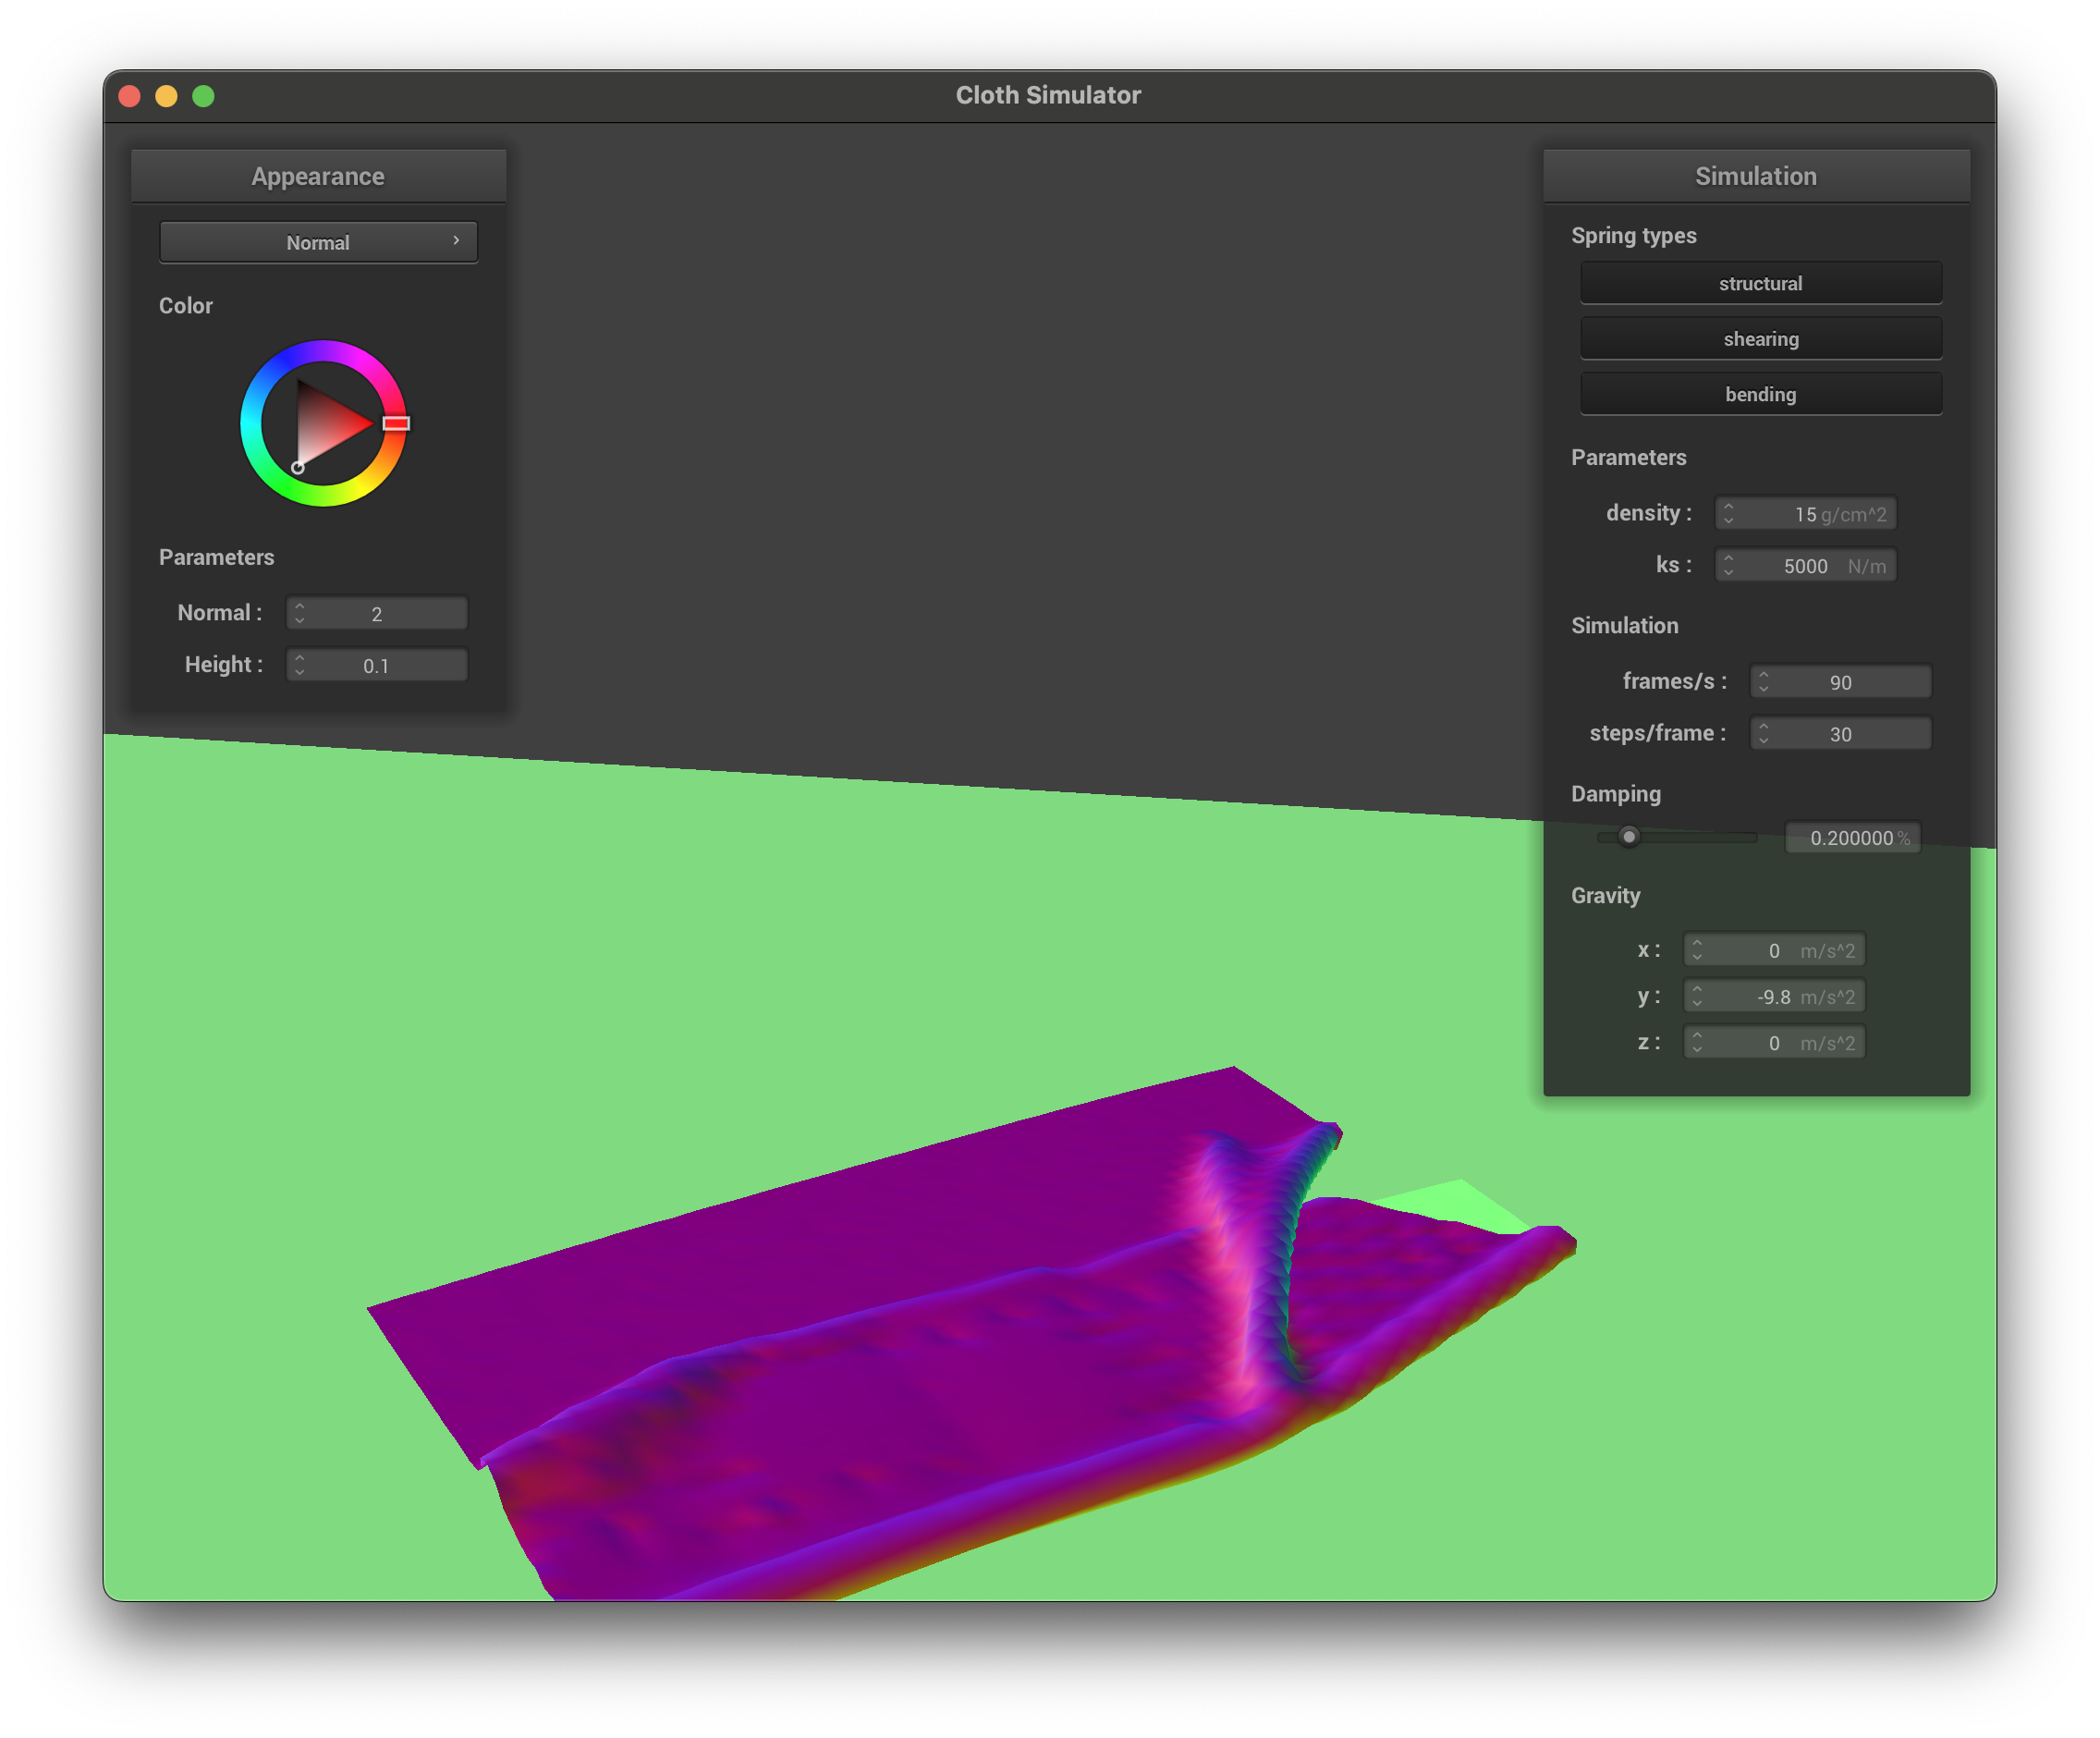 Cloth Simulator
Appearance
Normal
Color
Parameters
Normal : 2
Height : 0.1
Simulation
Spring types
structural
shearing
bending
Parameters
density : 15 g/cm^2
ks : 5000 N/m
Simulation
frames/s : 90
steps/frame : 30
Damping
0.200000 %
Gravity
x : 0 m/s^2
y : -9.8 m/s^2
z : 0 m/s^2